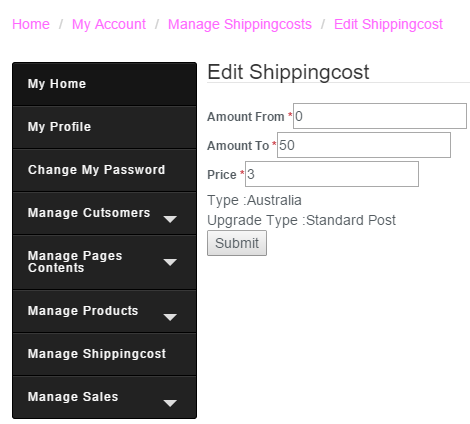 Home / My Account / Manage Shippingcosts / Edit Shippingcost
My Home
My Profile
Change My Password
Manage Cutsomers
Manage Pages
Contents
Manage Products
Manage Shippingcost
Manage Sales
Edit Shippingcost
Amount From * 0
Amount To * 50
Price * 3
Type :Australia
Upgrade Type :Standard Post
Submit